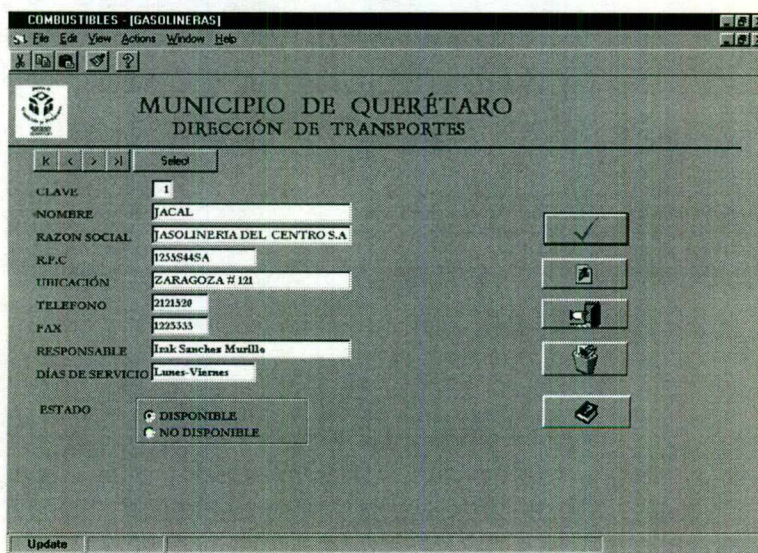 COMBUSTIBLES - [GASOLINERAS]
File Edit View Actions Window Help
MUNICIPIO DE QUERÉTARO
DIRECCIÓN DE TRANSPORTES
Select
CLAVE 1
NOMBRE JACAL
RAZON SOCIAL JASOLINERIA DEL CENTRO S.A
R.F.C 1255S44SA
UBICACIÓN ZARAGOZA # 121
TELEFONO 2121520
FAX 1223333
RESPONSABLE Sanchez Murillo
DÍAS DE SERVICIO Lunes-Viernes
ESTADO
DISPONIBLE
NO DISPONIBLE
Update